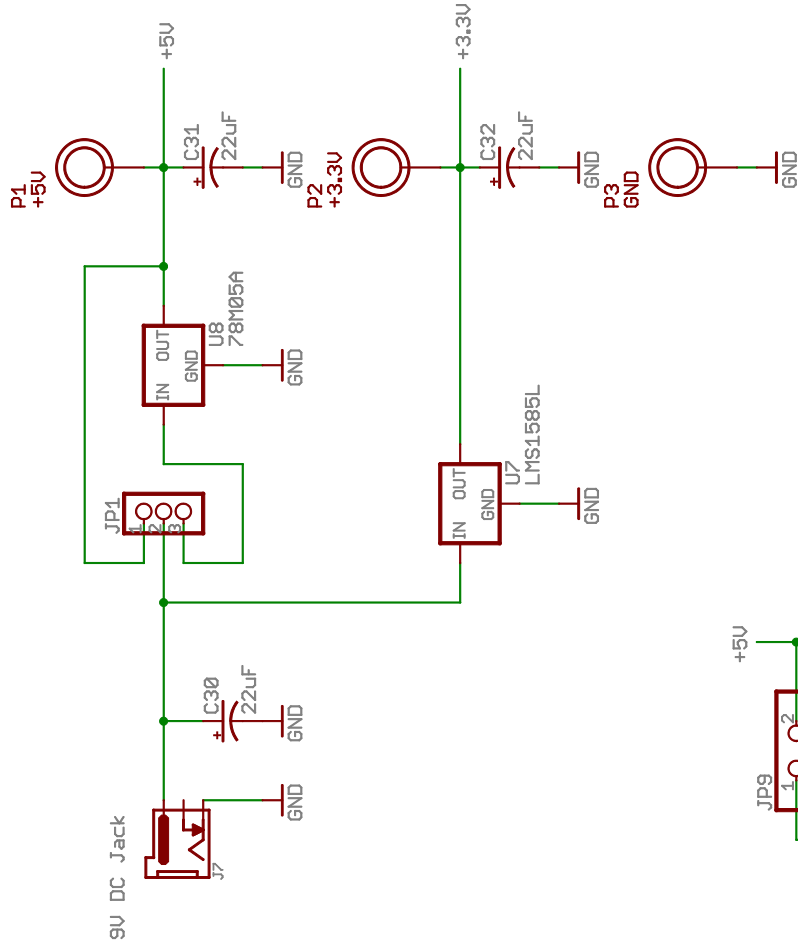 +5V
+3.3V
P1
+5V
C31
22uF
GND
P2
+3.3V
C32
22uF
GND
P3
GND
GND
U8
78M05A
IN
OUT
GND
GND
JP1
1
2
3
U7
LMS1585L
IN
OUT
GND
GND
C30
22uF
GND
+5V
9V DC Jack
J7
GND
JP9
1
2